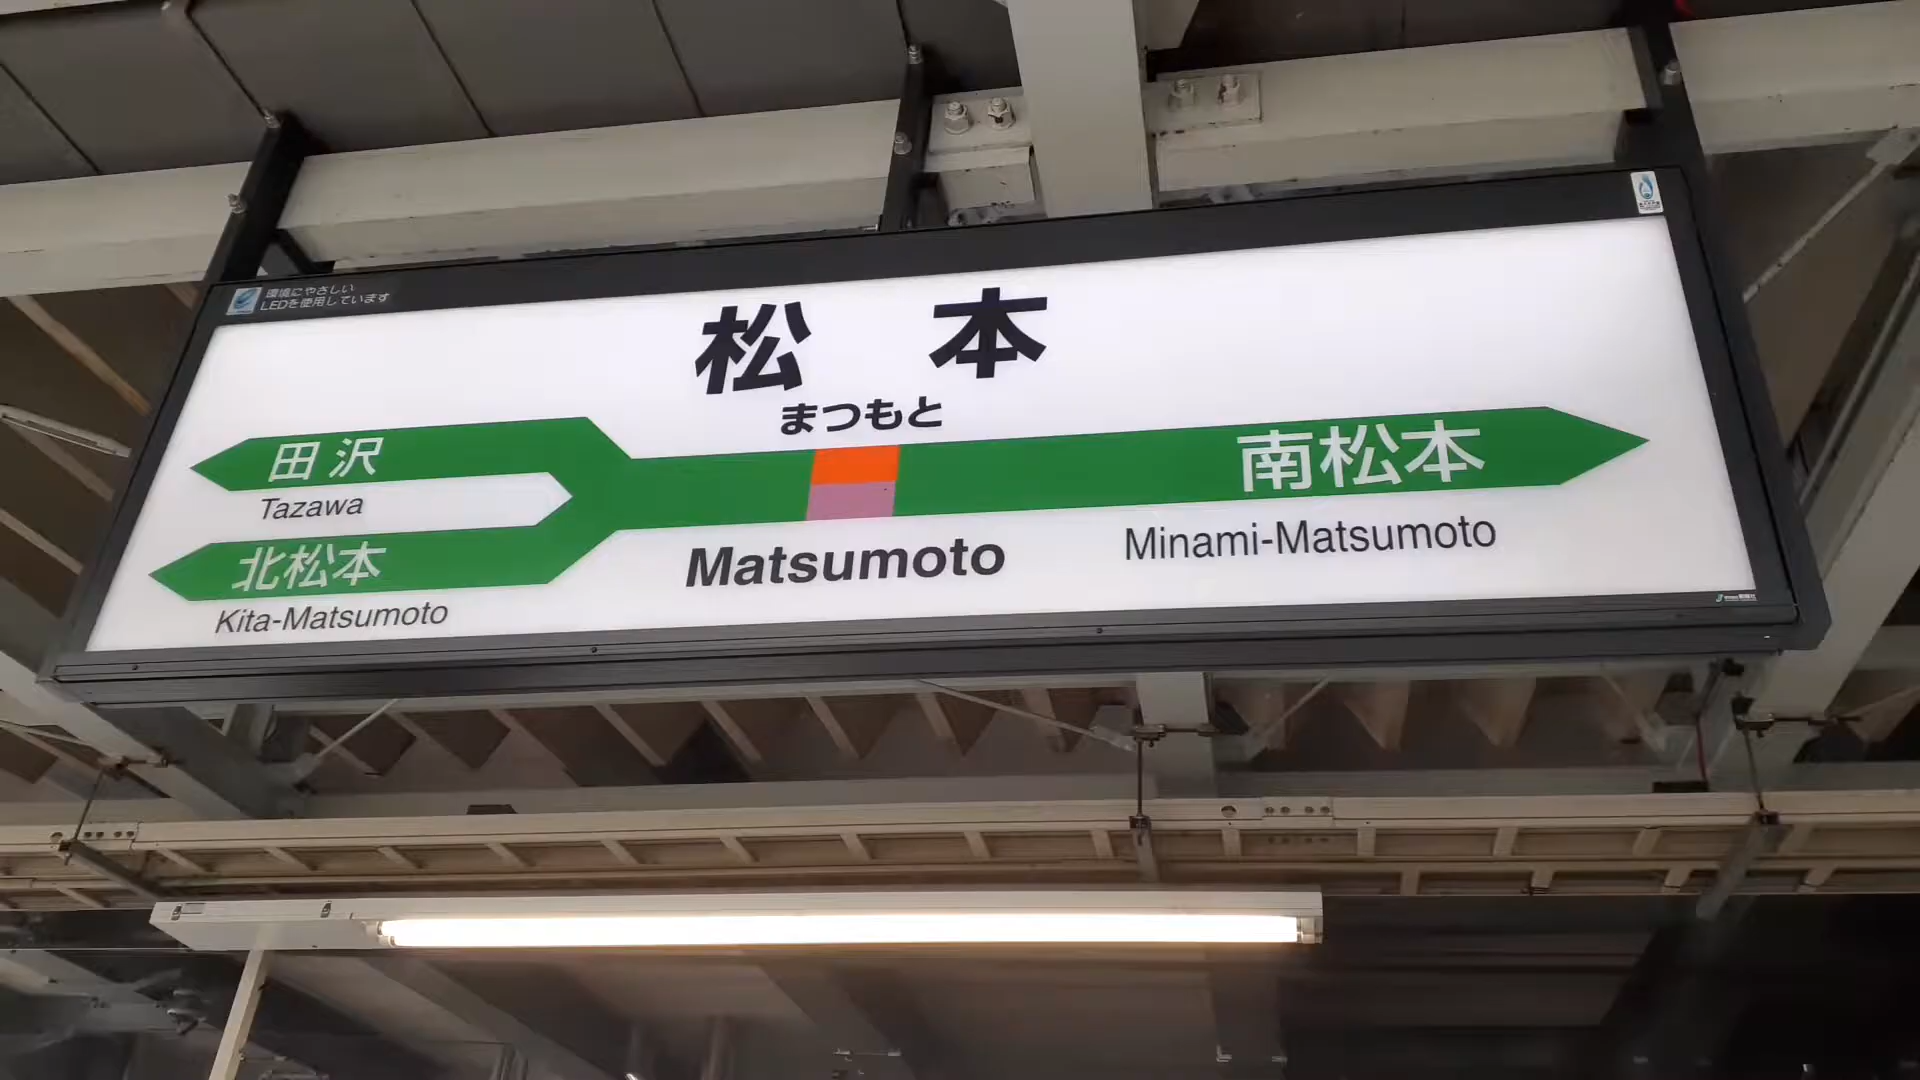 環境にやさしい
LEDを使用しています
松本
まつもと
田沢
Tazawa
北松本
Kita-Matsumoto
Matsumoto
南松本
Minami-Matsumoto